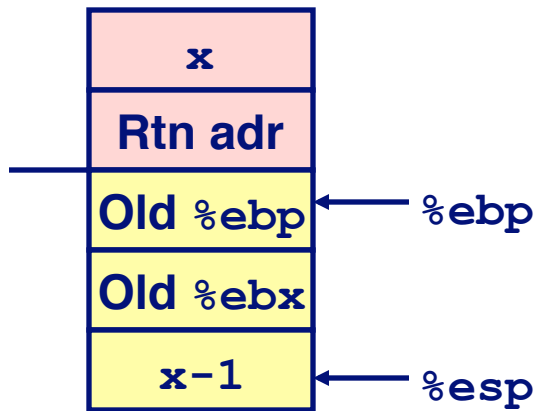 x
Rtn adr
Old %ebp
%ebp
Old %ebx
x-1
%esp